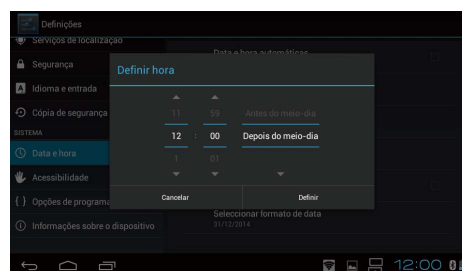 Definições
Serviços de localização
Data e hora automáticas
Segurança
Definir hora
Idioma e entrada
11 59 Antes do meio-dia
Cópia de segurança
12 : 00 Depois do meio-dia
SISTEMA
1 01
Data e hora
Acessibilidade
Cancelar Definir
{ } Opções de programa
Seleccionar formato de data
31/12/2014
Informações sobre o dispositivo
12:00